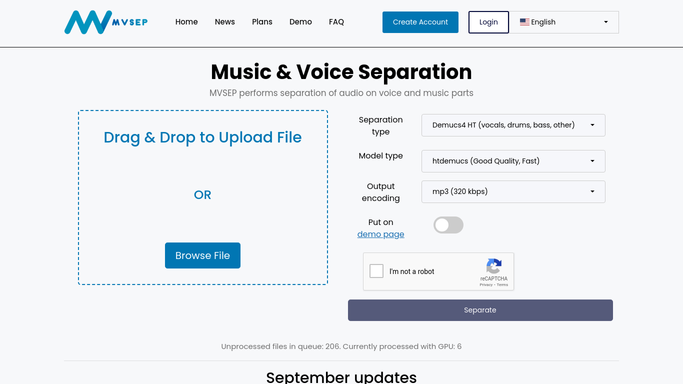 MVSEP
Home
News
Plans
Demo
FAQ
Create Account
Login
English
Music & Voice Separation
MVSEP performs separation of audio on voice and music parts
Drag & Drop to Upload File
OR
Browse File
Separation
type
Demucs4 HT (vocals, drums, bass, other)
Model type
htdemucs (Good Quality, Fast)
Output
encoding
mp3 (320 kbps)
Put on
demo page
I'm not a robot
reCAPTCHA
Privacy - Terms
Separate
Unprocessed files in queue: 206. Currently processed with GPU: 6
September updates